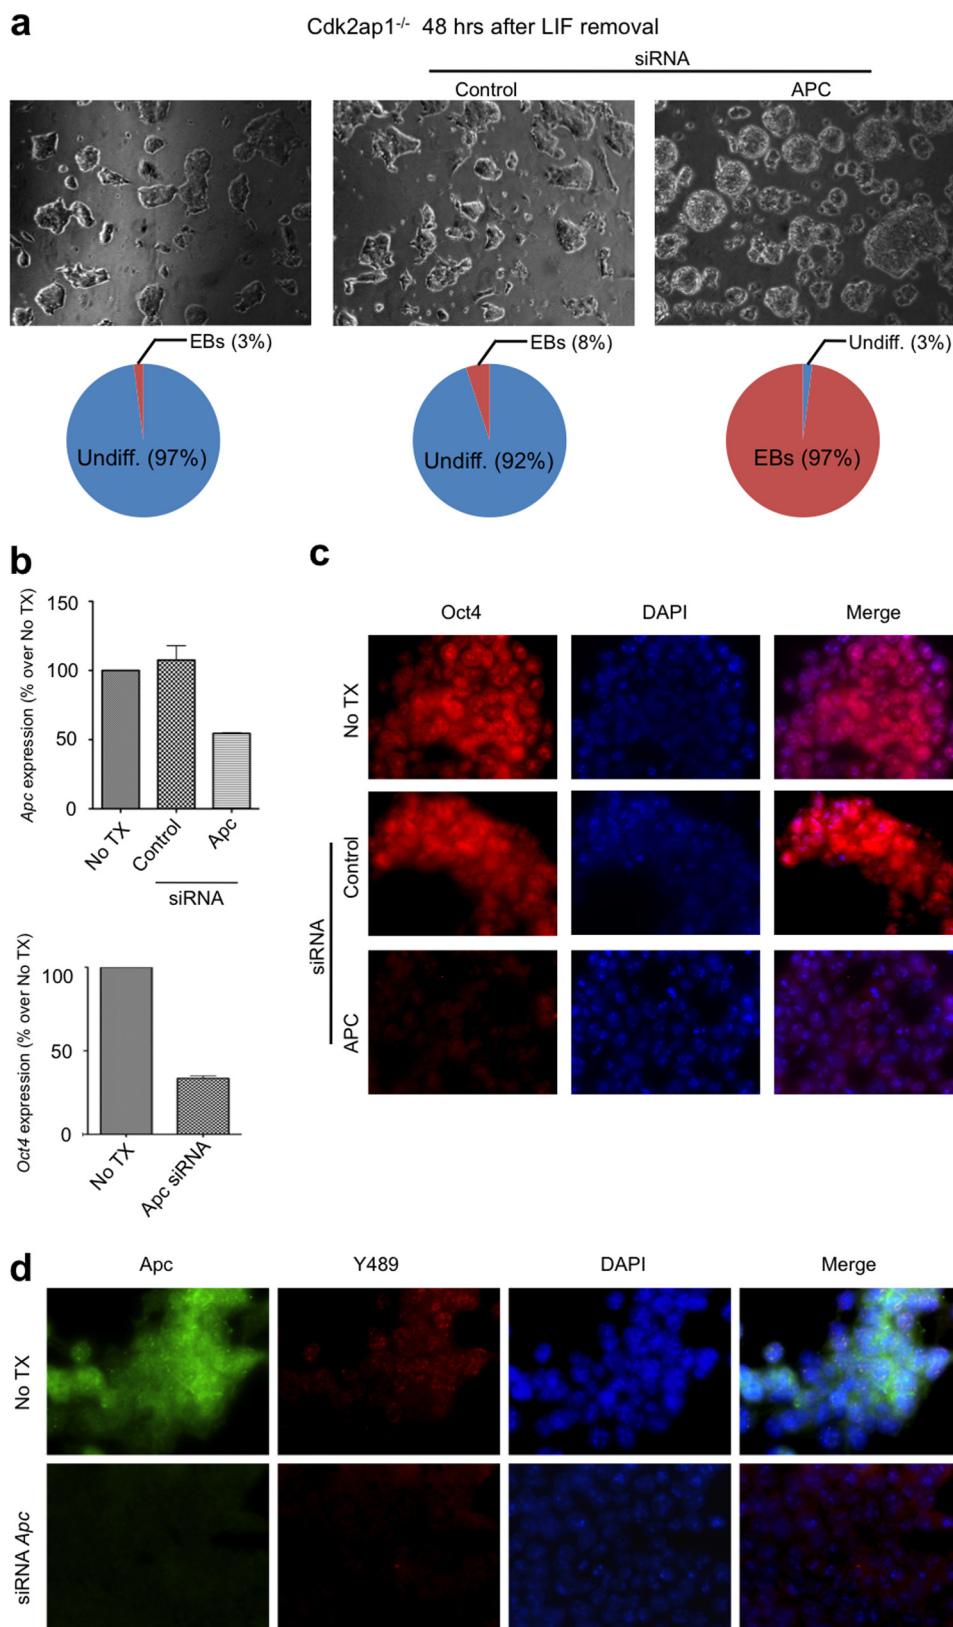 a
Cdk2ap1-/- 48 hrs after LIF removal
siRNA
Control
APC
EBs (3%)
Undiff. (97%)
EBs (8%)
Undiff. (92%)
Undiff. (3%)
EBs (97%)
b
Apc expression (% over No TX)
150
100
50
0
No TX
Control
Apc
siRNA
Oct4 expression (% over No TX)
100
50
0
No TX
Apc siRNA
c
Oct4
DAPI
Merge
No TX
siRNA
Control
APC
d
Apc
Y489
DAPI
Merge
No TX
siRNA Apc